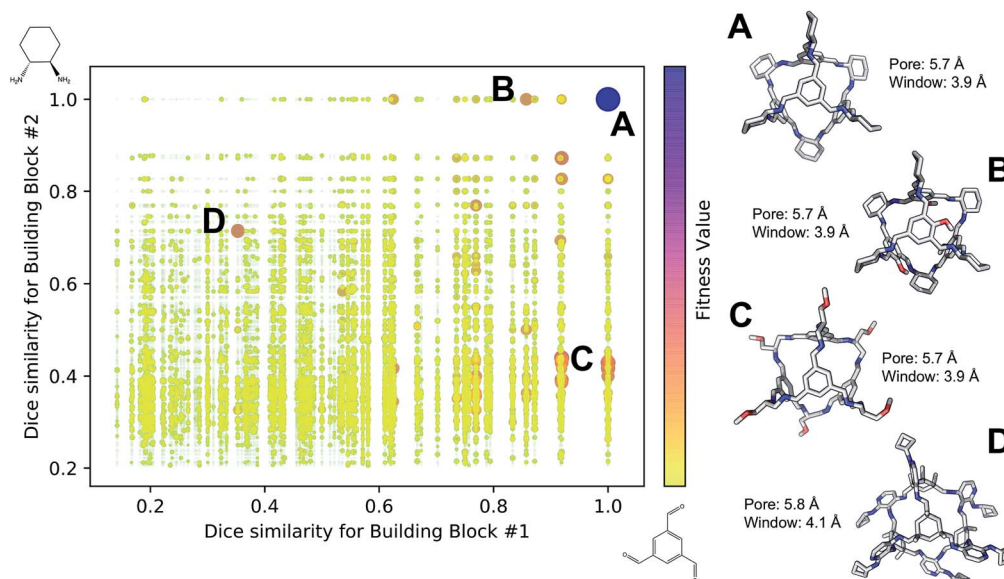 NH₂
H₂N
Dice similarity for Building Block #2
1.0
0.8
0.6
0.4
0.2
0.2
0.4
0.6
0.8
1.0
Dice similarity for Building Block #1
B
A
D
C
Fitness Value
O
O
O
A
Pore: 5.7 Å
Window: 3.9 Å
B
Pore: 5.7 Å
Window: 3.9 Å
C
Pore: 5.7 Å
Window: 3.9 Å
D
Pore: 5.8 Å
Window: 4.1 Å